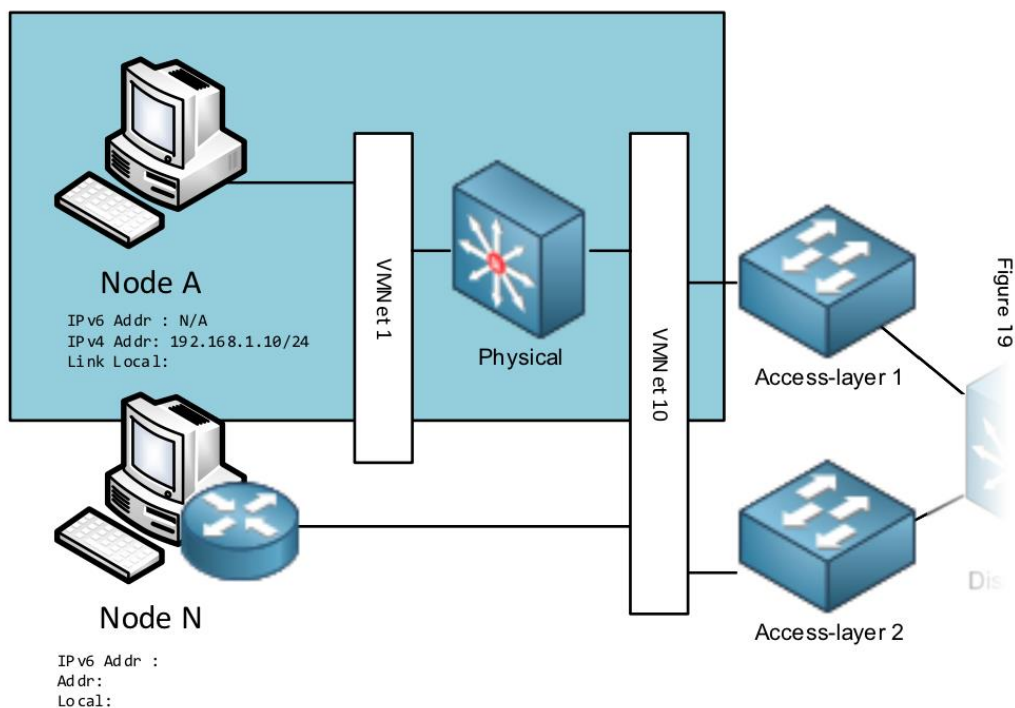 Node A
IPv6 Addr : N/A
IPv4 Addr: 192.168.1.10/24
Link Local:
VMNet 1
Physical
VMNet 10
Access-layer 1
Figure 19
Node N
IPv6 Addr :
Addr:
Local:
Access-layer 2
Dis